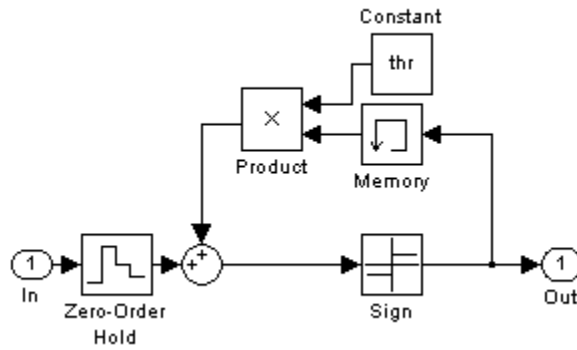 Constant
thr
×
Product
Memory
+
+
1
In
Zero-Order
Hold
Sign
1
Out